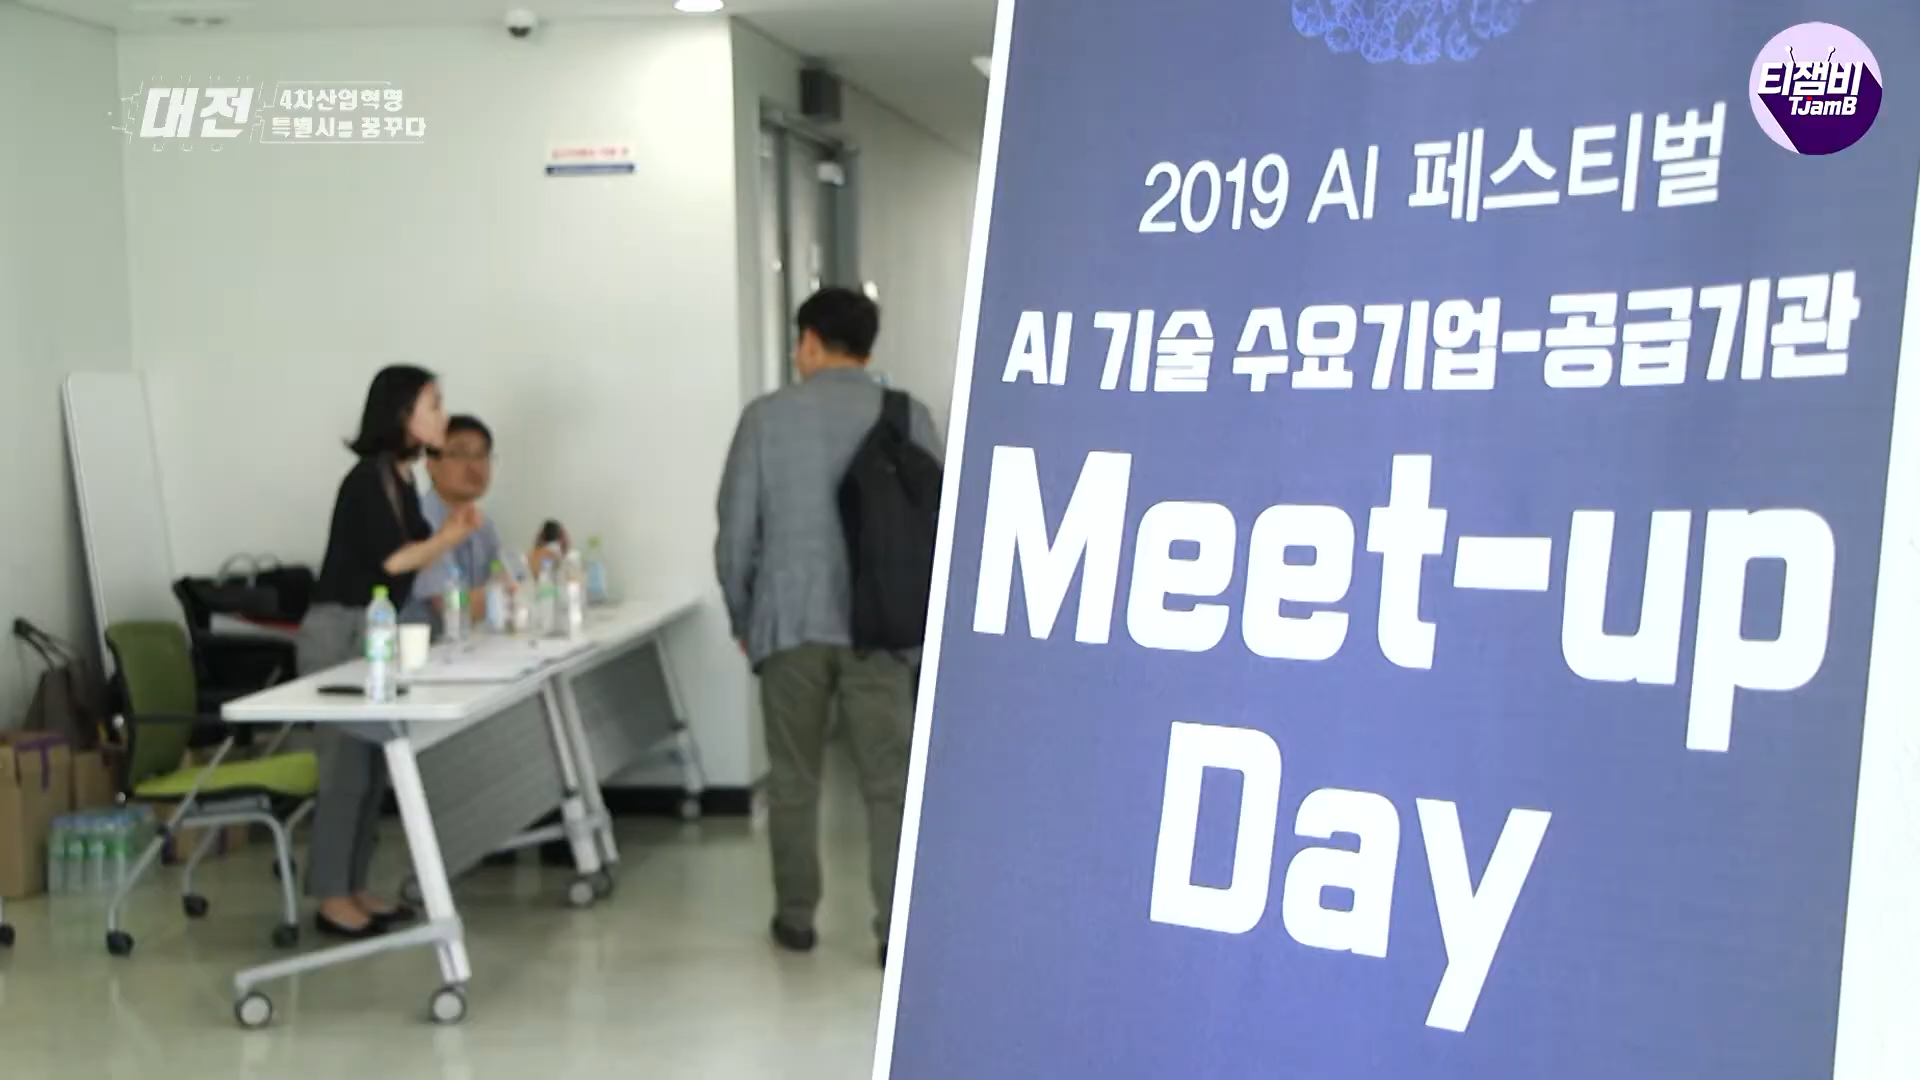 대전
4차산업혁명
특별시를 꿈꾸다
티잼비
TJamB
2019 AI 페스티벌
AI 기술 수요기업-공급기관
Meet-up
Day